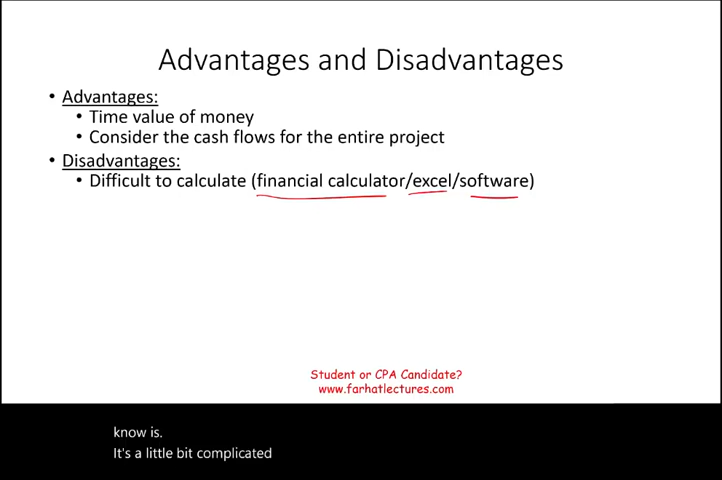 Advantages and Disadvantages
• Advantages:
• Time value of money
• Consider the cash flows for the entire project
• Disadvantages:
• Difficult to calculate (financial calculator/excel/software)
Student or CPA Candidate?
www.farhatlectures.com
know is.
It's a little bit complicated